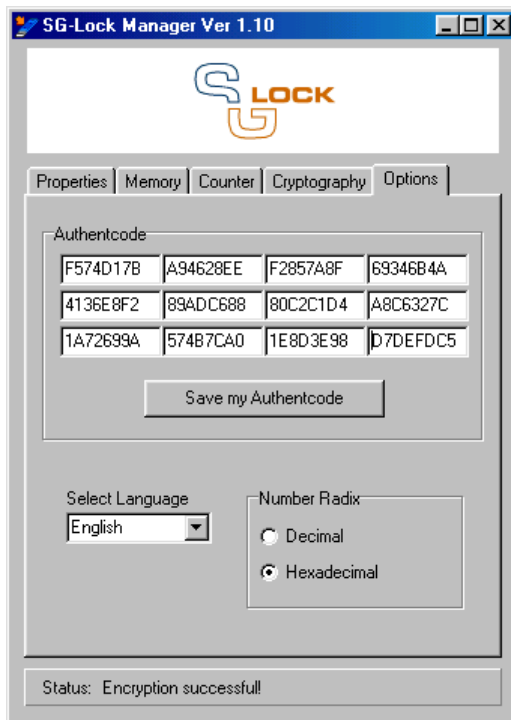 SG-Lock Manager Ver 1.10
SG LOCK
Properties Memory Counter Cryptography Options
Authentcode
F574D17B A94628EE F2857A8F 69346B4A
4136E8F2 89ADC688 80C2C1D4 A8C6327C
1A72699A 574B7CA0 1E8D3E98 D7DEFDC5
Save my Authentcode
Select Language
English
Number Radix
Decimal
Hexadecimal
Status: Encryption successful!